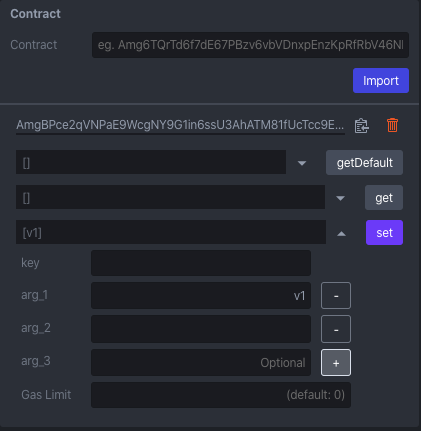 Contract
Contract eg. Amg6TQrTd6f7dE67PBzv6vbVDnxpEnzKpRfRbV46N
Import
AmgBPce2qVNPaE9WcgNY9G1in6ssU3AhATM81fUcTcc9E...
[] getDefault
[] get
[v1] set
key
arg_1 v1 -
arg_2 -
arg_3 Optional +
Gas Limit (default: 0)